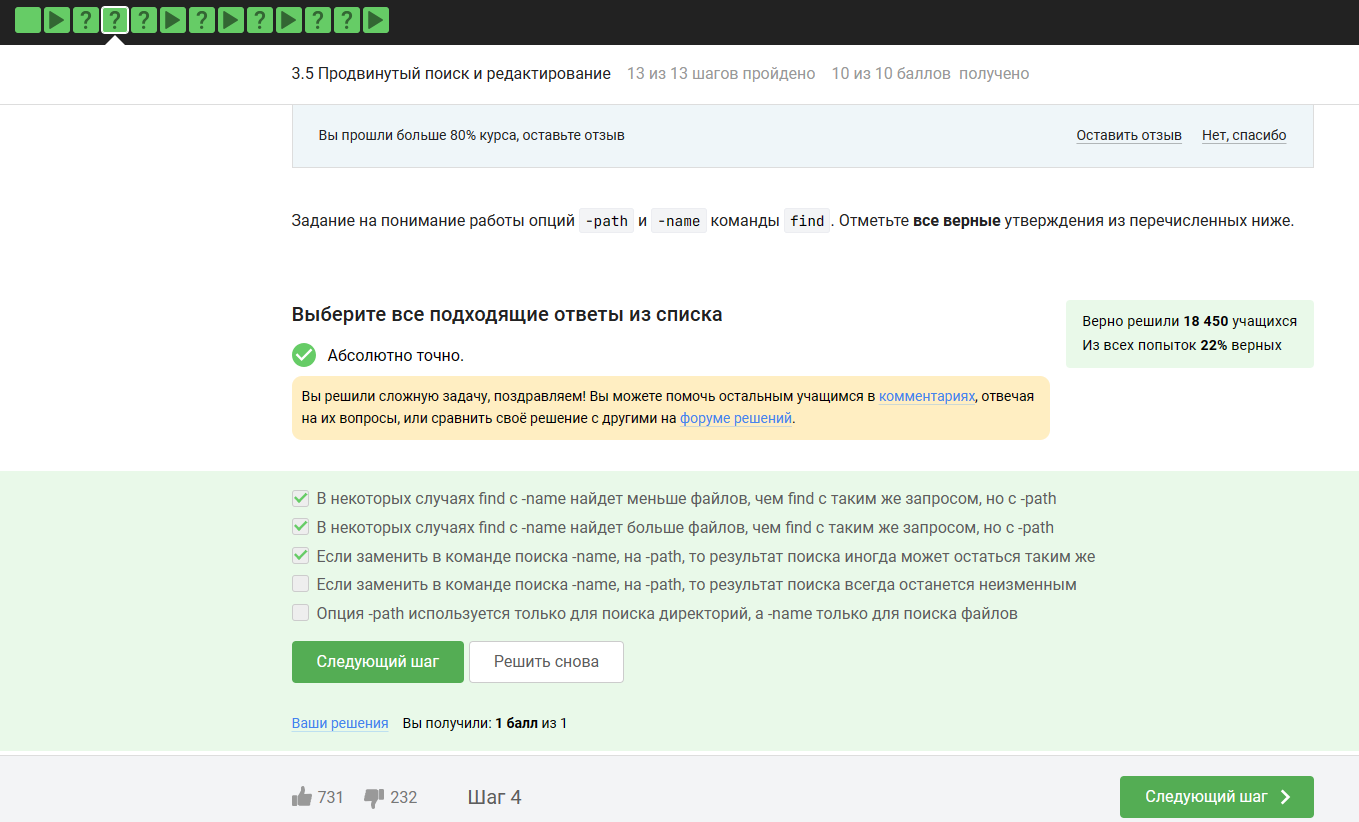 ? ? ? ? ? ? ?
3.5 Продвинутый поиск и редактирование 13 из 13 шагов пройдено 10 из 10 баллов получено
Вы прошли больше 80% курса, оставьте отзыв Оставить отзыв Нет, спасибо
Задание на понимание работы опций -path и -name команды find. Отметьте все верные утверждения из перечисленных ниже.
Выберите все подходящие ответы из списка
Верно решили 18 450 учащихся
Из всех попыток 22% верных
Абсолютно точно.
Вы решили сложную задачу, поздравляем! Вы можете помочь остальным учащимся в комментариях, отвечая
на их вопросы, или сравнить своё решение с другими на форуме решений.
В некоторых случаях find с -name найдет меньше файлов, чем find с таким же запросом, но с -path
В некоторых случаях find с -name найдет больше файлов, чем find с таким же запросом, но с -path
Если заменить в команде поиска -name, на -path, то результат поиска иногда может остаться таким же
Если заменить в команде поиска -name, на -path, то результат поиска всегда останется неизменным
Опция -path используется только для поиска директорий, а -name только для поиска файлов
Следующий шаг Решить снова
Ваши решения Вы получили: 1 балл из 1
731 232 Шаг 4 Следующий шаг